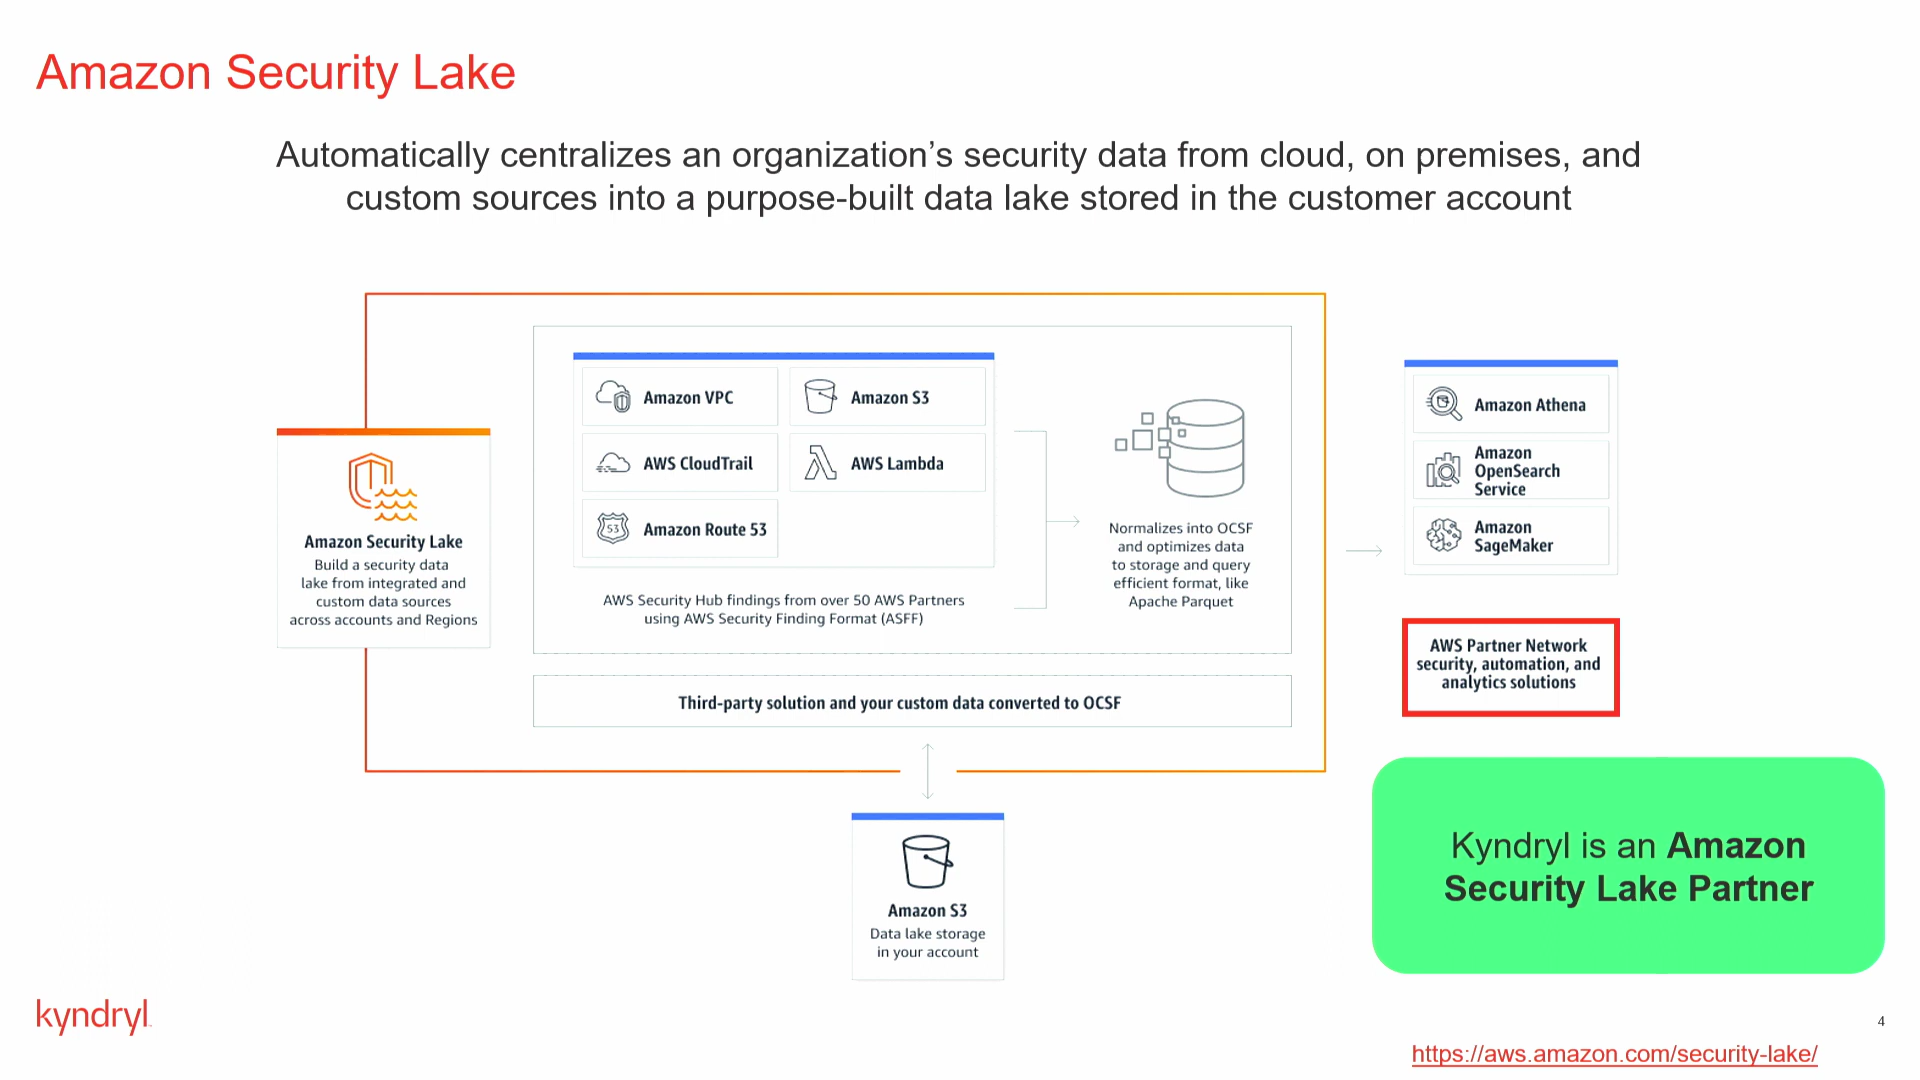 Amazon Security Lake
Automatically centralizes an organization’s security data from cloud, on premises, and
custom sources into a purpose-built data lake stored in the customer account
Amazon Security Lake
Build a security data
lake from integrated and
custom data sources
across accounts and Regions
Amazon VPC
Amazon S3
AWS CloudTrail
AWS Lambda
53
Amazon Route 53
AWS Security Hub findings from over 50 AWS Partners
using AWS Security Finding Format (ASFF)
Normalizes into OCSF
and optimizes data
to storage and query
efficient format, like
Apache Parquet
Third-party solution and your custom data converted to OCSF
Amazon S3
Data lake storage
in your account
Amazon Athena
Amazon
OpenSearch
Service
Amazon
SageMaker
AWS Partner Network
security, automation, and
analytics solutions
Kyndryl is an Amazon
Security Lake Partner
kyndryl
4
https://aws.amazon.com/security-lake/